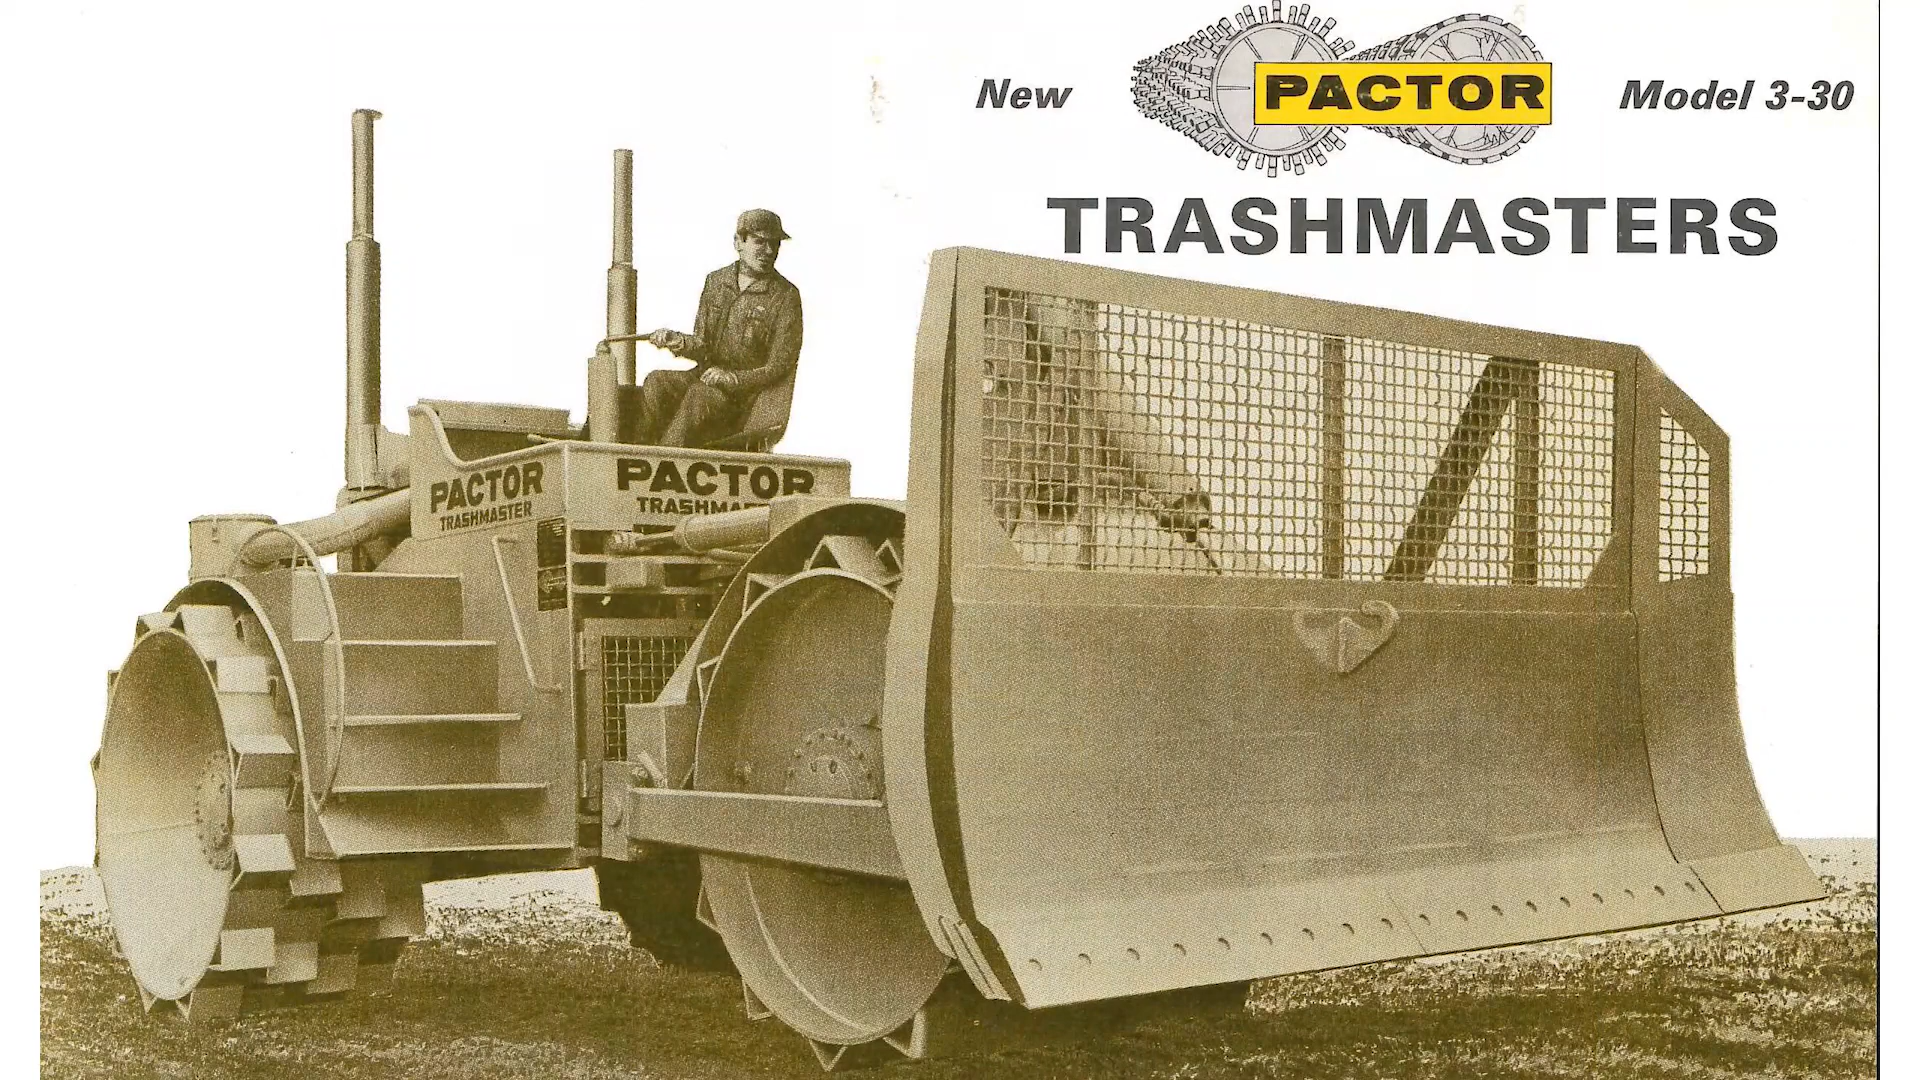 New
PACTOR
Model 3-30
TRASHMASTERS
PACTOR
TRASHMASTER
PACTOR